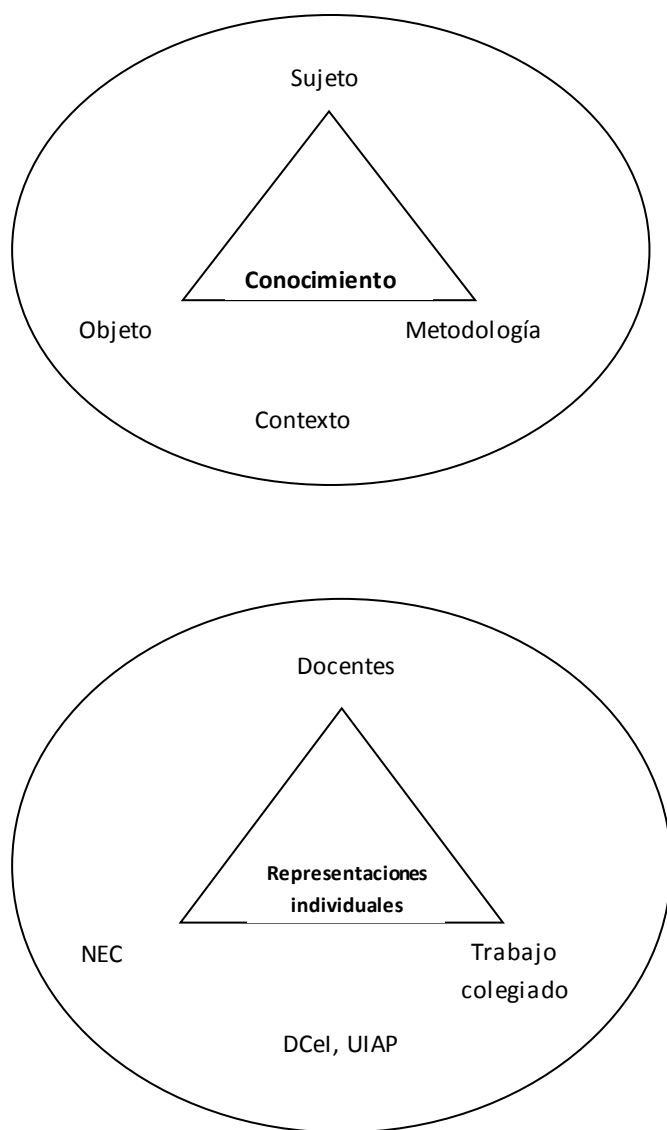 Sujeto
Conocimiento
Objeto
Metodología
Contexto
Docentes
Representaciones
individuales
NEC
Trabajo
colegiado
DCeI, UIAP